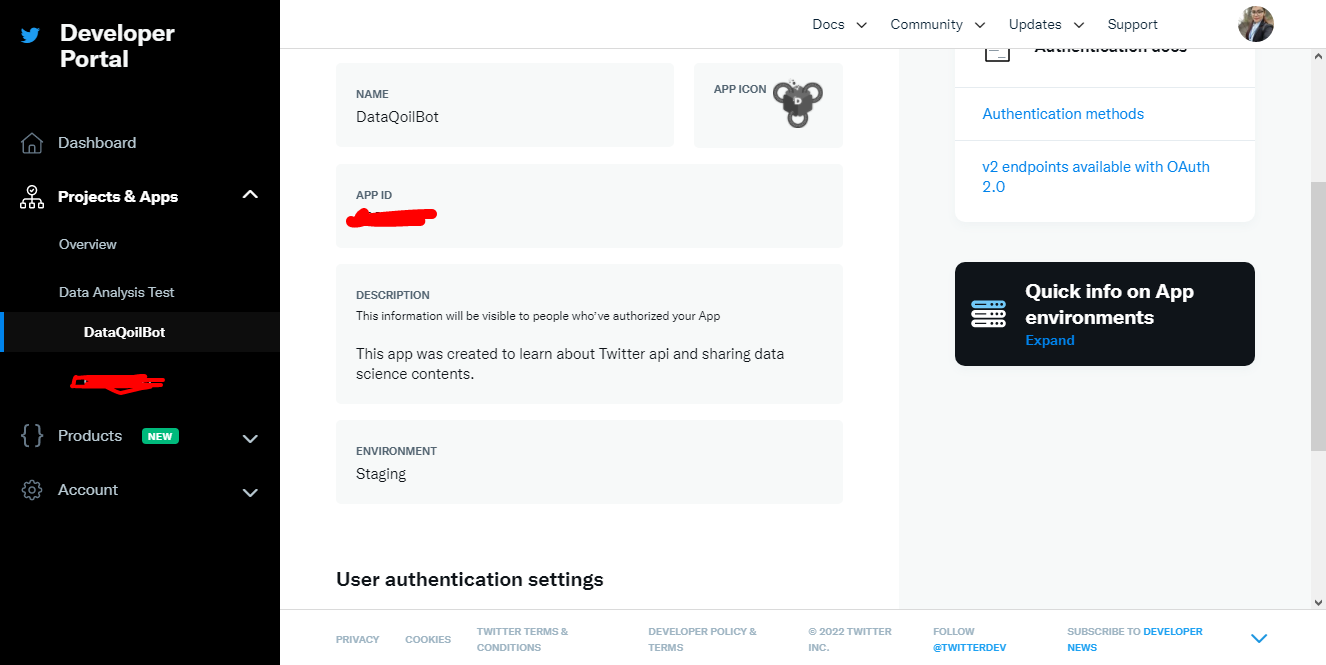 Developer
Portal
Docs
Community
Updates
Support
Dashboard
Projects & Apps
Overview
Data Analysis Test
DataQoilBot
Products
NEW
Account
NAME
DataQoilBot
APP ICON
D
APP ID
DESCRIPTION
This information will be visible to people who've authorized your App
This app was created to learn about Twitter api and sharing data
science contents.
ENVIRONMENT
Staging
User authentication settings
Authentication docs
Authentication methods
v2 endpoints available with OAuth
2.0
Quick info on App
environments
Expand
PRIVACY
COOKIES
TWITTER TERMS &
CONDITIONS
DEVELOPER POLICY &
TERMS
© 2022 TWITTER
INC.
FOLLOW
@TWITTERDEV
SUBSCRIBE TO DEVELOPER
NEWS